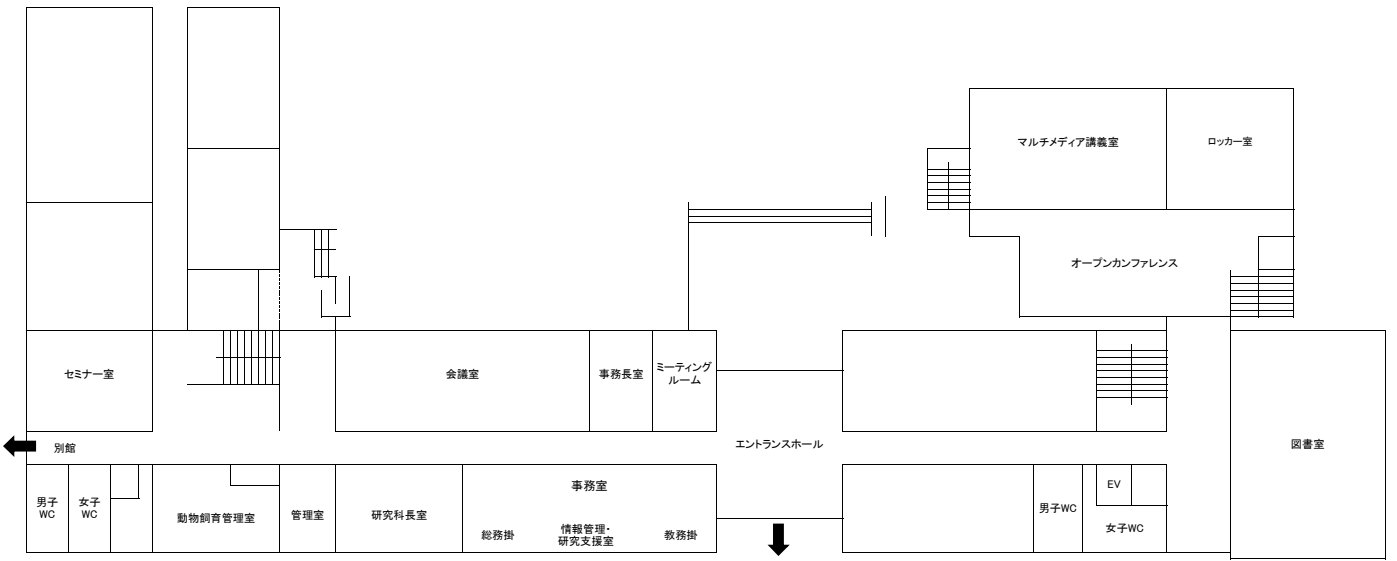 マルチメディア講義室
ロッカー室
オープンカンファレンス
セミナー室
会議室
事務長室
ミーティング
ルーム
別館
エントランスホール
図書室
男子
WC
女子
WC
動物飼育管理室
管理室
研究科長室
事務室
総務掛
情報管理・
研究支援室
教務掛
男子WC
EV
女子WC